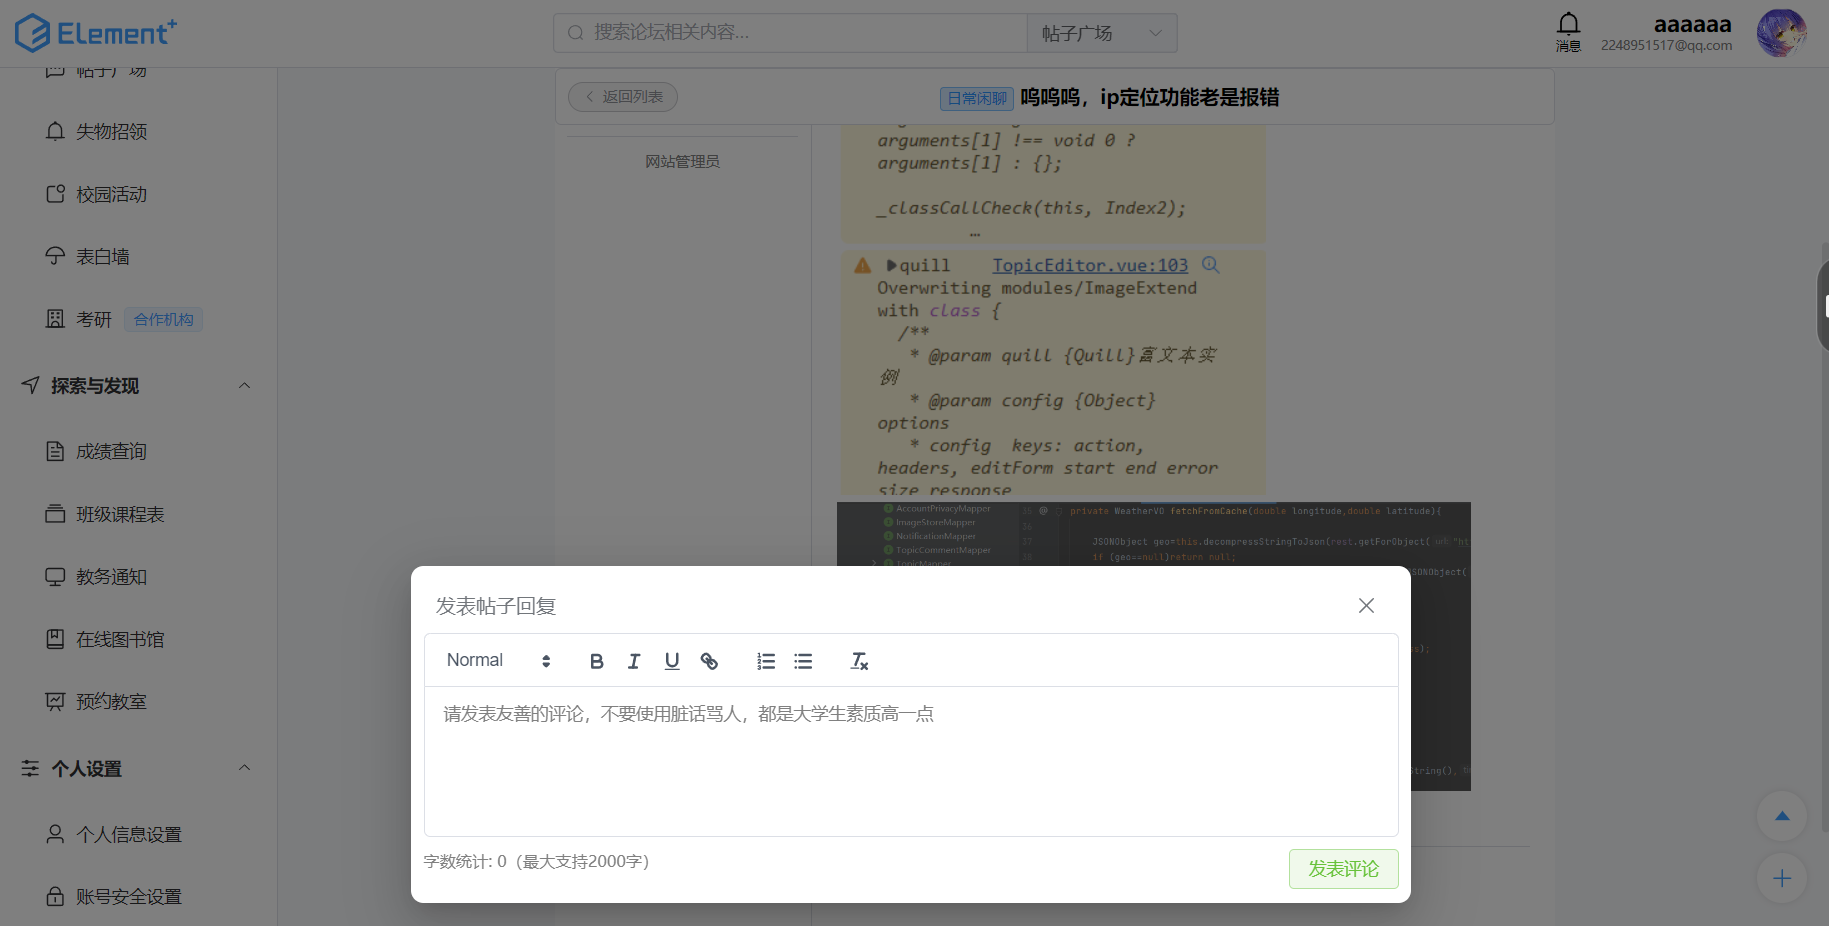 Element+
搜索论坛相关内容...
帖子广场
消息
aaaaaa
2248951517@qq.com
帖子广场
失物招领
校园活动
表白墙
考研 合作机构
探索与发现
成绩查询
班级课程表
教务通知
在线图书馆
预约教室
个人设置
个人信息设置
账号安全设置
返回列表
日常闲聊 呜呜呜，ip定位功能老是报错
网站管理员
arguments[1] !== void 0 ?
arguments[1] : {};
_classCallCheck(this, Index2);
…
quill TopicEditor.vue:103
Overwriting modules/ImageExtend
with class {
/**
* @param quill {Quill}富文本实
例
* @param config {Object}
options
* config  keys: action,
headers, editForm start end error
size response
AccountPrivacyMapper
ImageStoreMapper
NotificationMapper
TopicCommentMapper
TopicMapper
35 @ private WeatherVO fetchFromCache(double longitude,double latitude){
36
37 JSONObject geo=this.decompressStringToJson(rest.getForObject( url: "ht
38 if (geo==null)return null;
JSONObject(
s);
String(),
发表帖子回复
Normal
请发表友善的评论，不要使用脏话骂人，都是大学生素质高一点
字数统计: 0（最大支持2000字）
发表评论